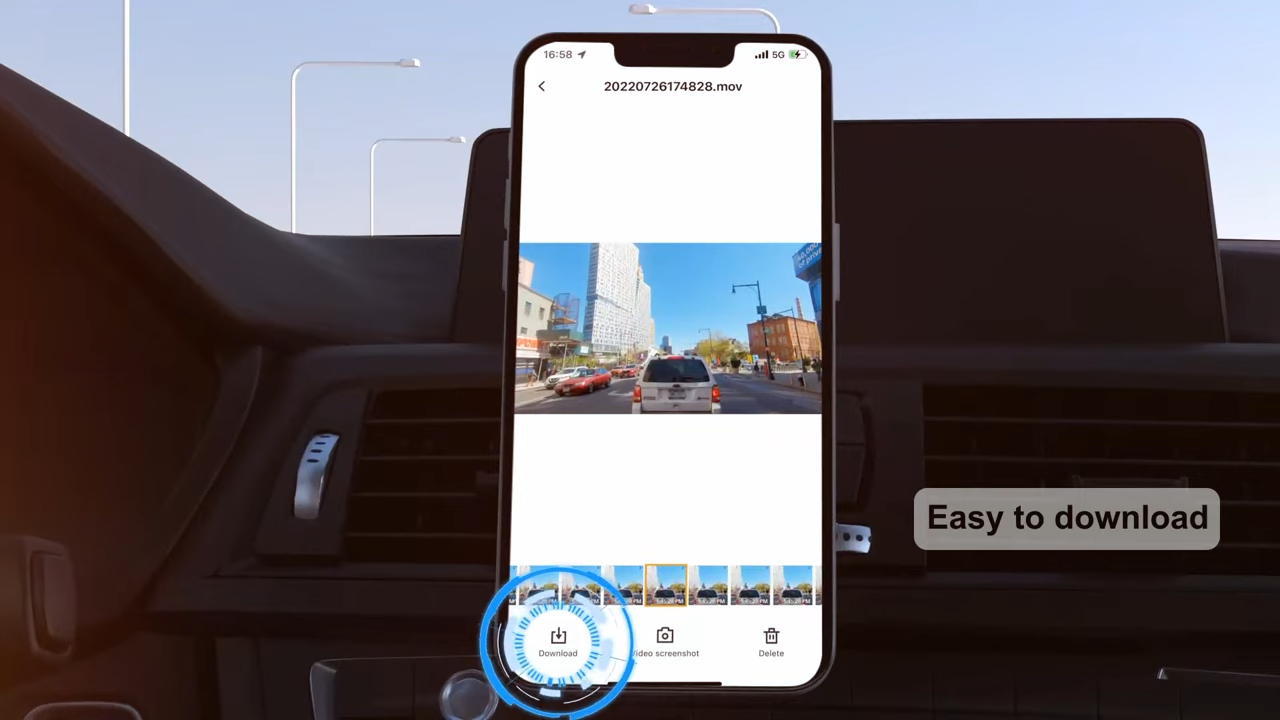 16:58
5G
20220726174828.mov
Easy to download
Download
Video screenshot
Delete